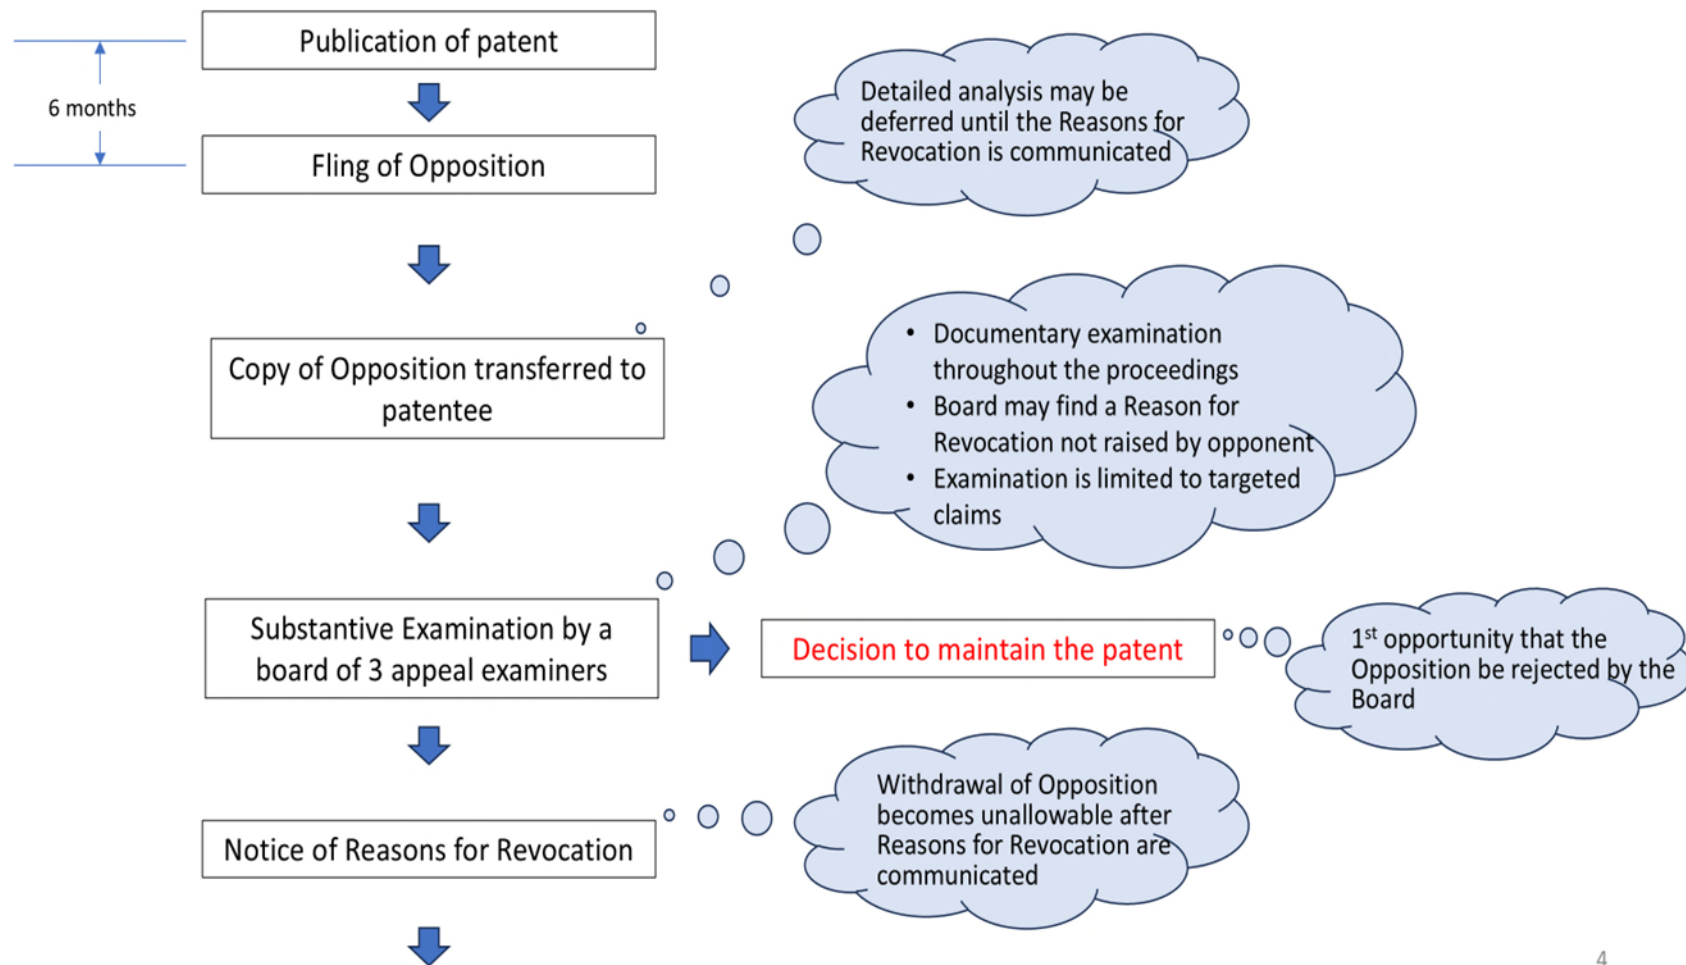 Publication of patent
6 months
Fling of Opposition
Detailed analysis may be
deferred until the Reasons for
Revocation is communicated
Copy of Opposition transferred to
patentee
• Documentary examination
throughout the proceedings
• Board may find a Reason for
Revocation not raised by opponent
• Examination is limited to targeted
claims
Substantive Examination by a
board of 3 appeal examiners
Decision to maintain the patent
1st opportunity that the
Opposition be rejected by the
Board
Notice of Reasons for Revocation
Withdrawal of Opposition
becomes unallowable after
Reasons for Revocation are
communicated
4